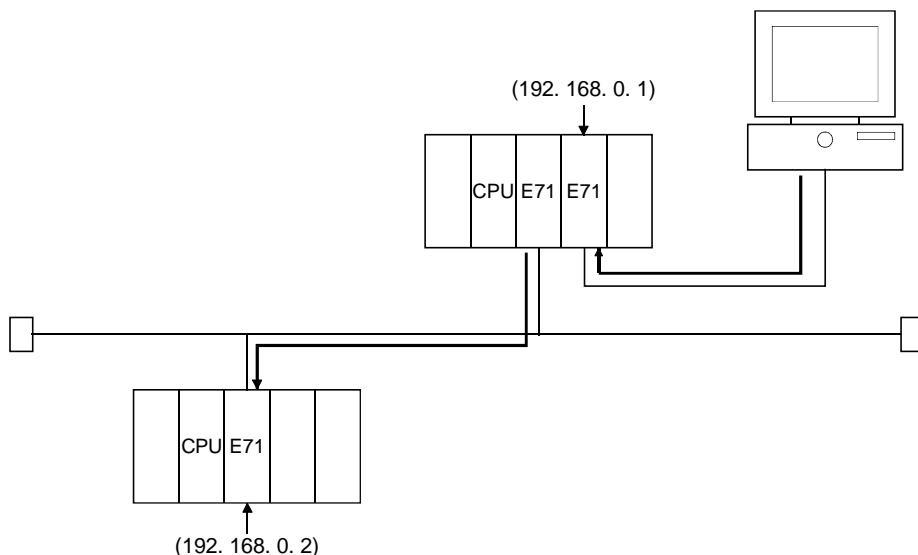 (192. 168. 0. 1)
CPU E71 E71
CPU E71
(192. 168. 0. 2)